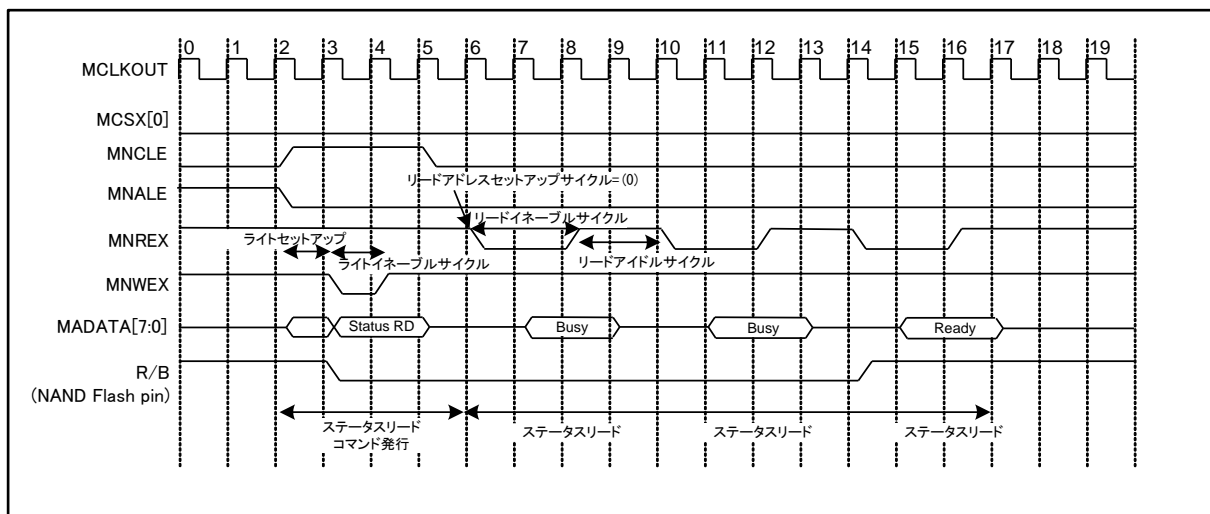 0 1 2 3 4 5 6 7 8 9 10 11 12 13 14 15 16 17 18 19
MCLKOUT
MCSX[0]
MNCLE
リードアドレスセットアップサイクル=(0)
MNALE
リードイネーブルサイクル
ライトセットアップ
MNREX
ライトイネーブルサイクル
リードアイドルサイクル
MNWEX
MADATA[7:0]
Status RD
Busy
Busy
Ready
R/B
(NAND Flash pin)
ステータスリード
コマンド発行
ステータスリード
ステータスリード
ステータスリード